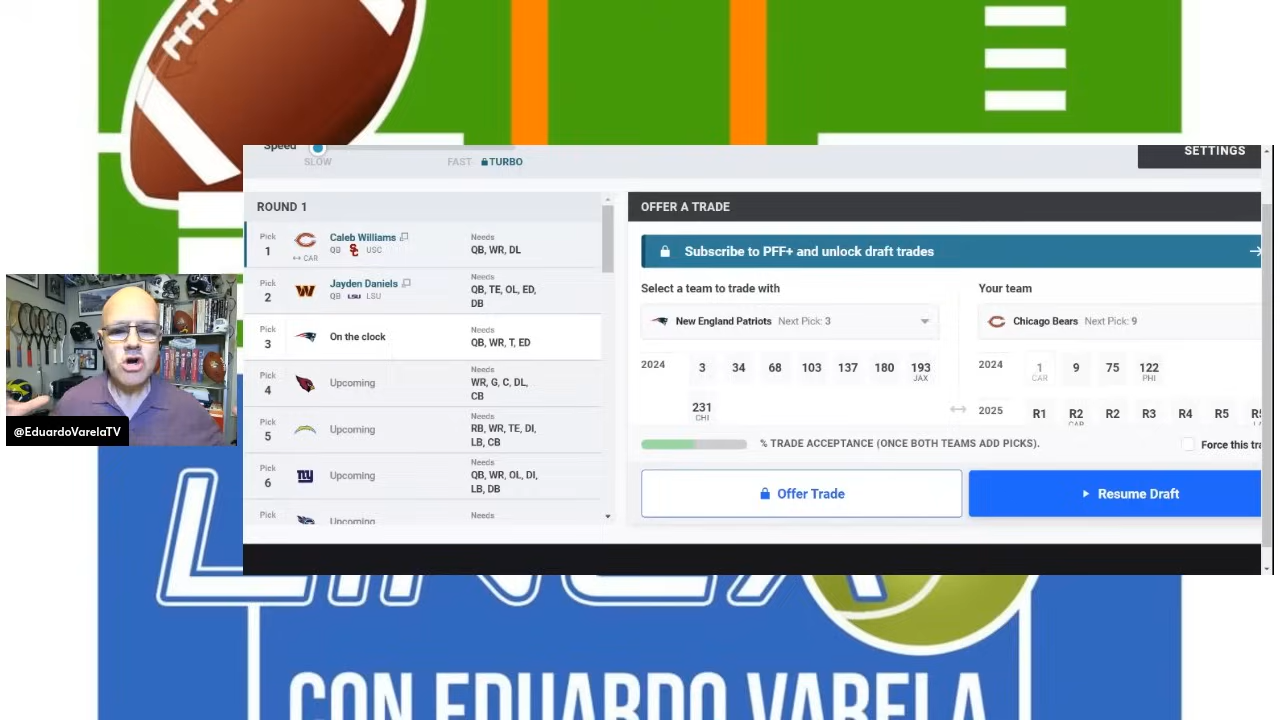 Speed
SLOW
FAST
TURBO
SETTINGS
ROUND 1
Pick
1
CAR
Caleb Williams
QB
SC
USC
Needs
QB, WR, DL
Pick
2
W
Jayden Daniels
QB
LSU
LSU
Needs
QB, TE, OL, ED,
DB
Pick
3
On the clock
Needs
QB, WR, T, ED
Pick
4
Upcoming
Needs
WR, G, C, DL,
CB
Pick
5
Upcoming
Needs
RB, WR, TE, DI,
LB, CB
Pick
6
ny
Upcoming
Needs
QB, WR, OL, DI,
LB, DB
Pick
Upcoming
Needs
OFFER A TRADE
Subscribe to PFF+ and unlock draft trades
Select a team to trade with
New England Patriots Next Pick: 3
2024
3
34
68
103
137
180
193
JAX
231
CHI
Your team
Chicago Bears Next Pick: 9
2024
1
CAR
9
75
122
PHI
2025
R1
R2
CAR
R2
R3
R4
R5
% TRADE ACCEPTANCE (ONCE BOTH TEAMS ADD PICKS).
Force this tra
Offer Trade
Resume Draft
@EduardoVarelaTV
CON EDUARDO VARELA